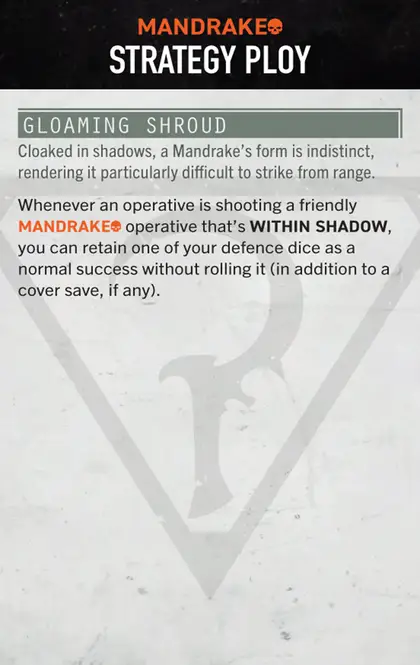 MANDRAKE
STRATEGY PLOY
GLOAMING SHROUD
Cloaked in shadows, a Mandrake’s form is indistinct,
rendering it particularly difficult to strike from range.
Whenever an operative is shooting a friendly
MANDRAKE operative that’s WITHIN SHADOW,
you can retain one of your defence dice as a
normal success without rolling it (in addition to a
cover save, if any).